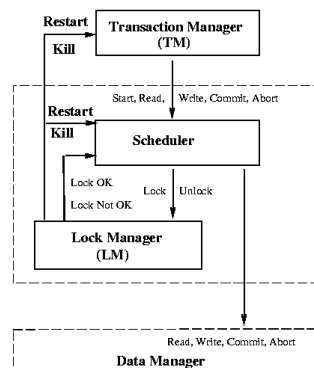 Restart
Kill
Transaction Manager
(TM)
Start, Read, Write, Commit, Abort
Restart
Kill
Scheduler
Lock OK
Lock Not OK
Lock Unlock
Lock Manager
(LM)
Read, Write, Commit, Abort
Data Manager